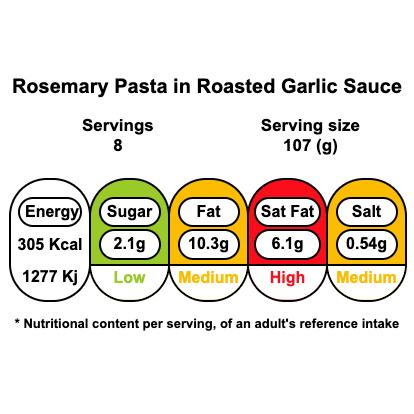 Rosemary Pasta in Roasted Garlic Sauce
Servings
8
Serving size
107 (g)
Energy
305 Kcal
1277 Kj
Sugar
2.1g
Low
Fat
10.3g
Medium
Sat Fat
6.1g
High
Salt
0.54g
Medium
* Nutritional content per serving, of an adult's reference intake